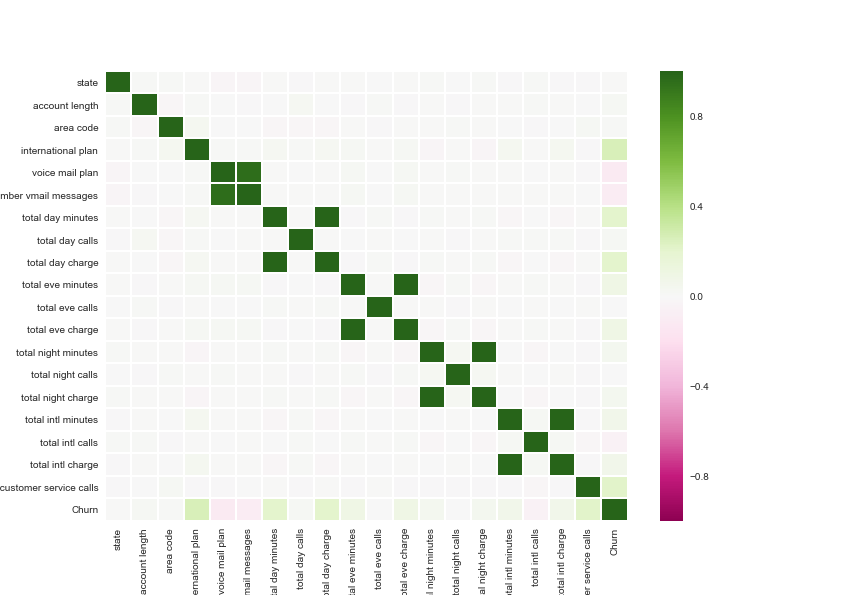 state
account length
area code
international plan
voice mail plan
mber vmail messages
total day minutes
total day calls
total day charge
total eve minutes
total eve calls
total eve charge
total night minutes
total night calls
total night charge
total intl minutes
total intl calls
total intl charge
customer service calls
Churn
0.8
0.4
0.0
−0.4
−0.8
state
account length
area code
ernational plan
voice mail plan
mail messages
al day minutes
total day calls
otal day charge
al eve minutes
total eve calls
otal eve charge
l night minutes
total night calls
al night charge
otal intl minutes
total intl calls
otal intl charge
er service calls
Churn